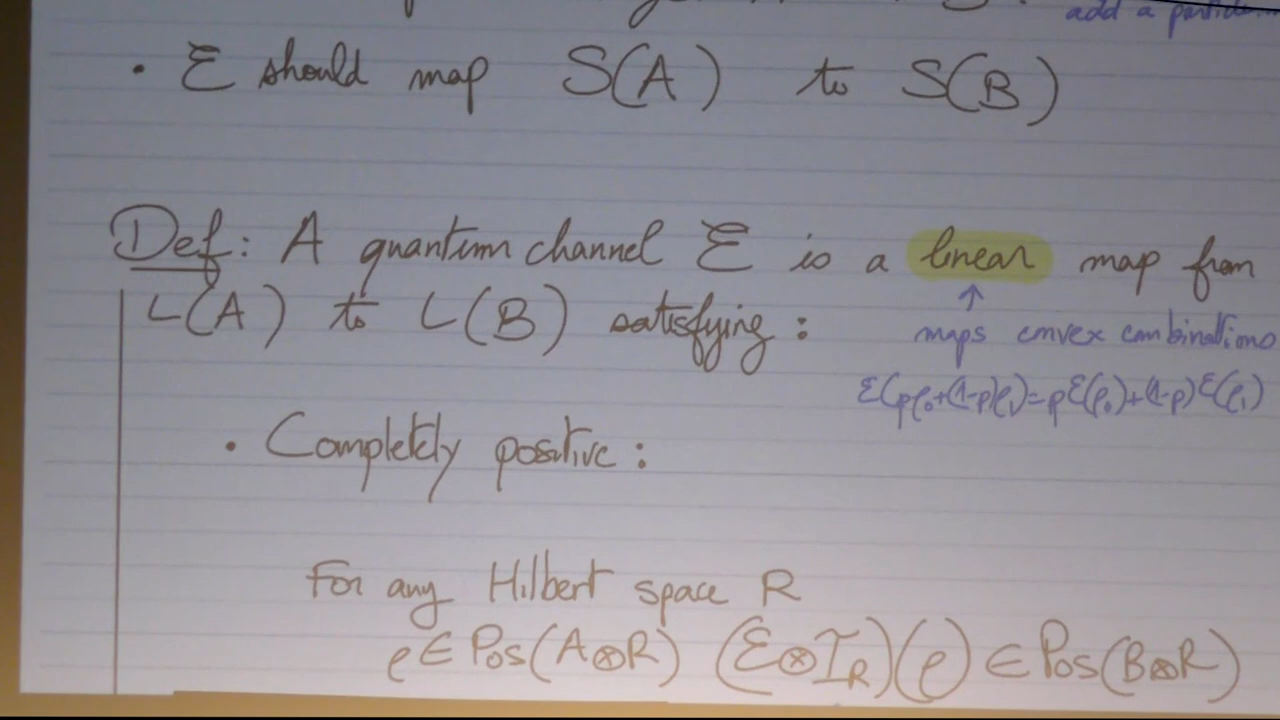 add a particle
• ℰ should map S(A) to S(B)
Def: A quantum channel ℰ is a linear map from
L(A) to L(B) satisfying:
↑
maps convex combinations
ℰ(pρ₀+(1-p)ρ₁)=pℰ(ρ₀)+(1-p)ℰ(ρ₁)
• Completely positive:
For any Hilbert space R
ρ∈Pos(A⊗R) (ℰ⊗ℐ_R)(ρ) ∈ Pos(B⊗R)